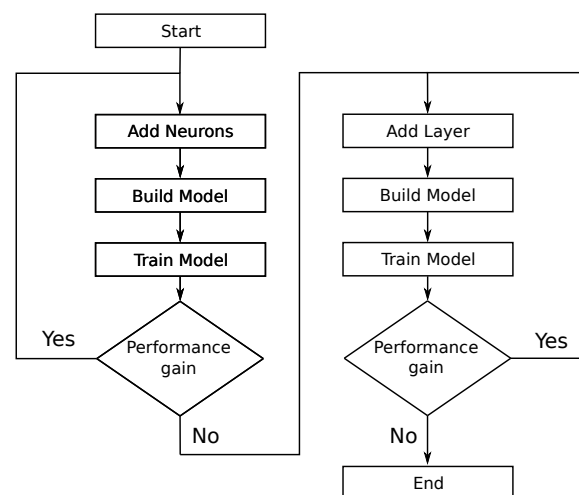 Start
Add Neurons
Build Model
Train Model
Performance
gain
Yes
No
Add Layer
Build Model
Train Model
Performance
gain
Yes
No
End